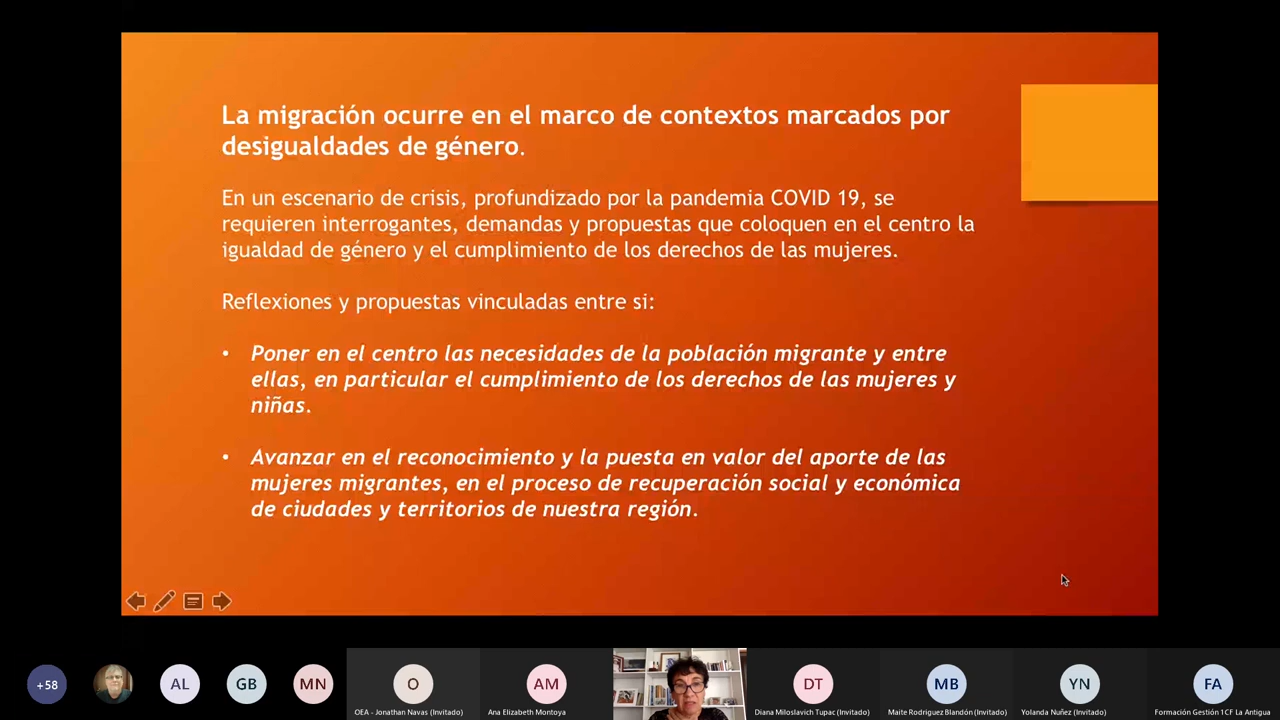 La migración ocurre en el marco de contextos marcados por
desigualdades de género.
En un escenario de crisis, profundizado por la pandemia COVID 19, se
requieren interrogantes, demandas y propuestas que coloquen en el centro la
igualdad de género y el cumplimiento de los derechos de las mujeres.
Reflexiones y propuestas vinculadas entre si:
• Poner en el centro las necesidades de la población migrante y entre
ellas, en particular el cumplimiento de los derechos de las mujeres y
niñas.
• Avanzar en el reconocimiento y la puesta en valor del aporte de las
mujeres migrantes, en el proceso de recuperación social y económica
de ciudades y territorios de nuestra región.
+58
AL
GB
MN
O
AM
DT
MB
YN
FA
OEA - Jonathan Navas (Invitado)
Ana Elizabeth Montoya
Diana Miloslavich Tupac (Invitado)
Maite Rodriguez Blandón (Invitado)
Yolanda Nuñez (Invitado)
Formación Gestión 1CF La Antigua